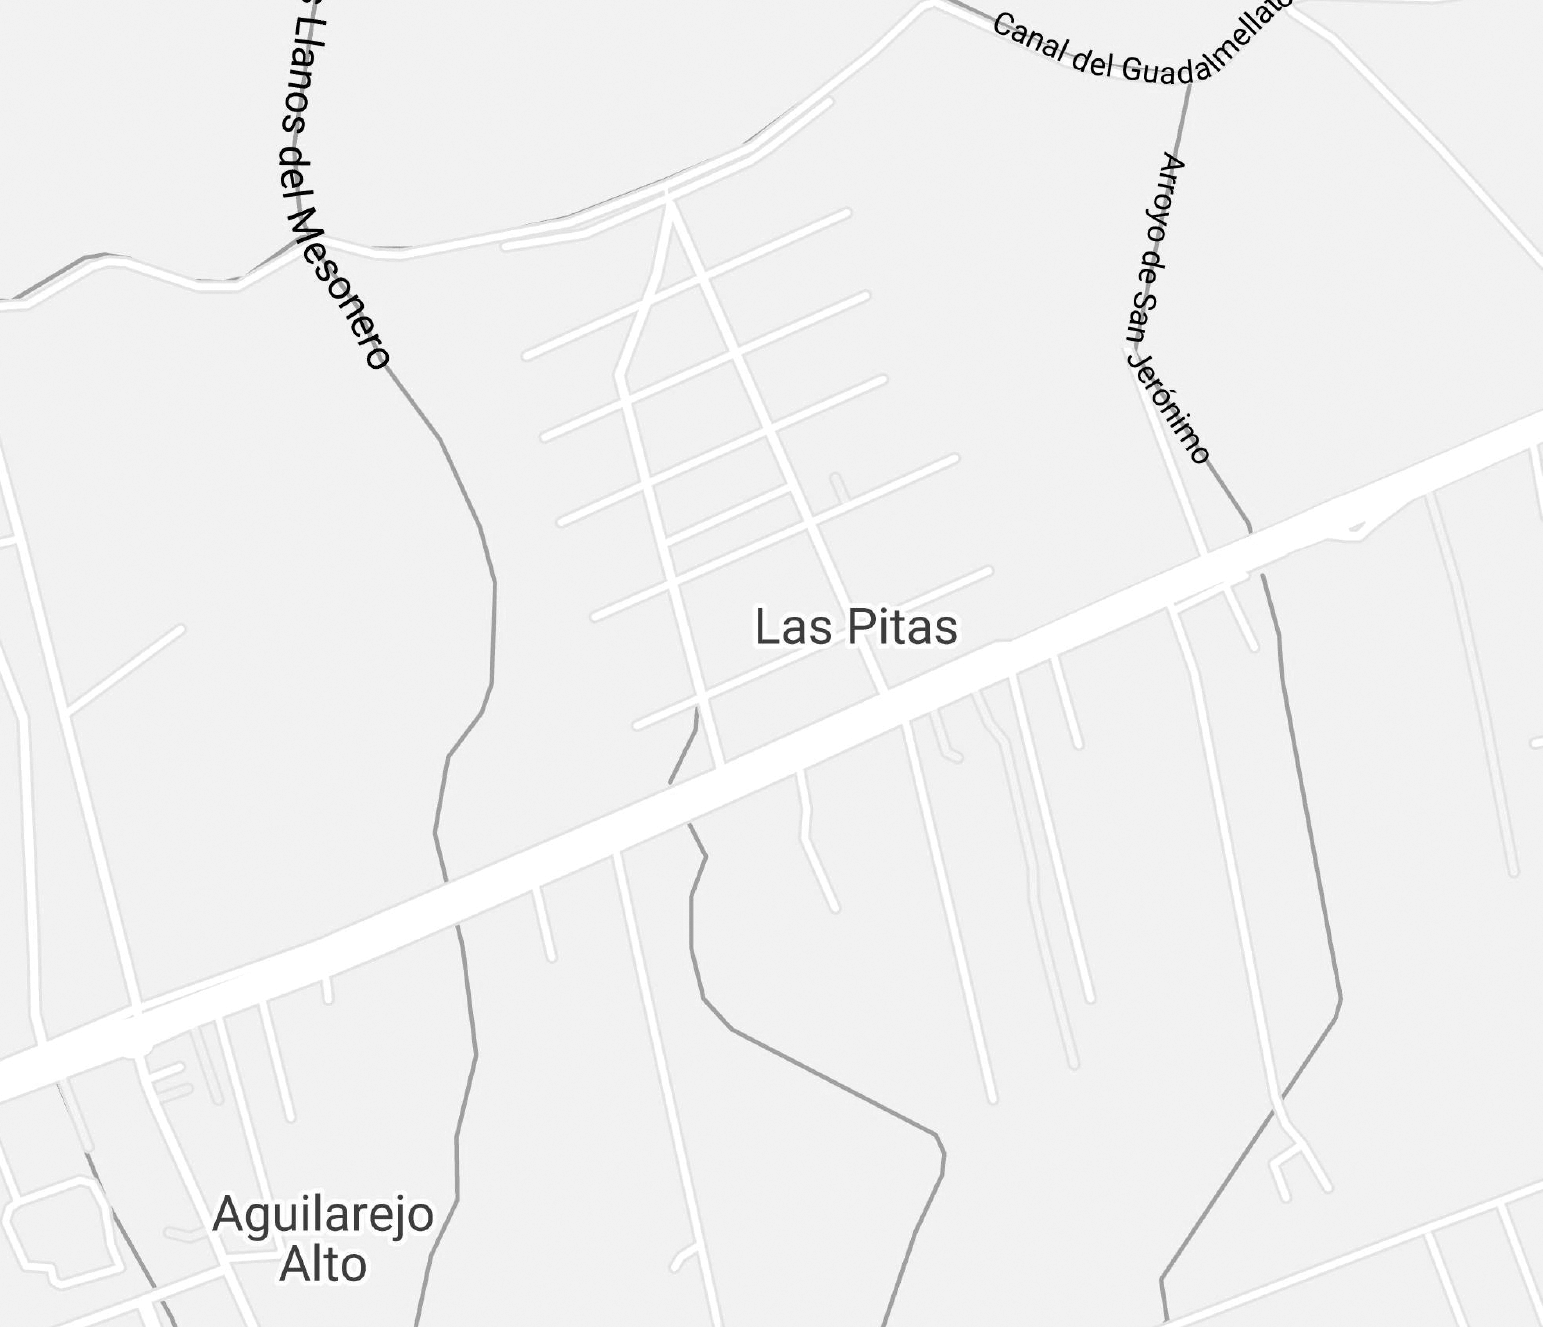 Llanos del Mesonero
Canal del Guadalmellato
Arroyo de San Jerónimo
Las Pitas
Aguilarejo
Alto